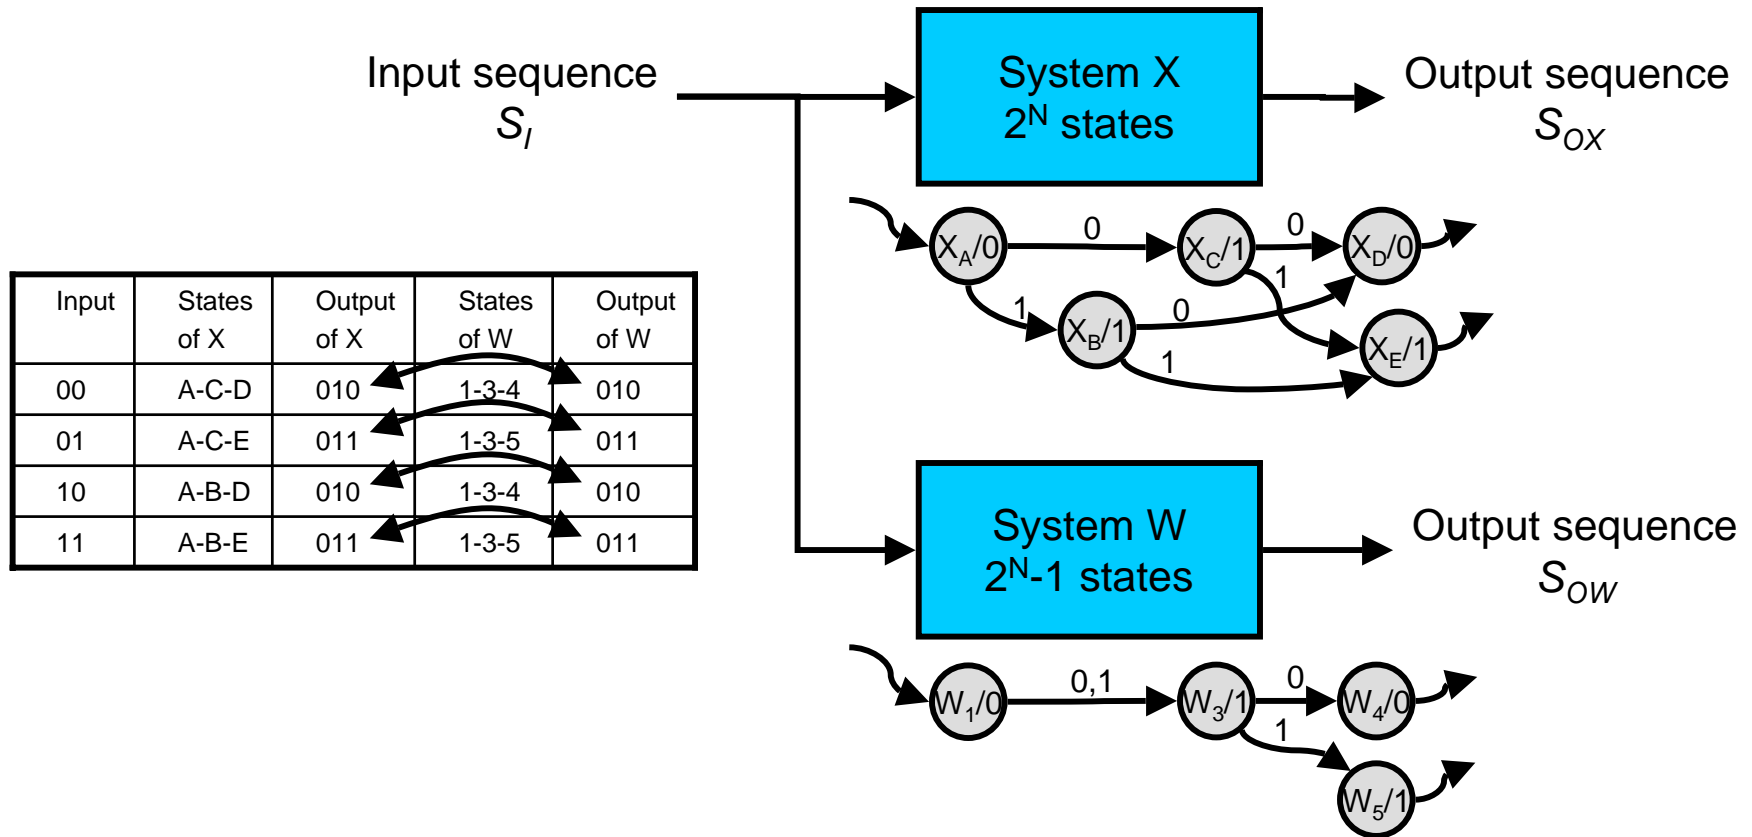 Input sequence
S_I
System X
2^N states
Output sequence
S_OX
X_A/0
0
X_C/1
0
X_D/0
1
X_B/1
0
1
X_E/1
1
Input States of X Output of X States of W Output of W
00 A-C-D 010 1-3-4 010
01 A-C-E 011 1-3-5 011
10 A-B-D 010 1-3-4 010
11 A-B-E 011 1-3-5 011
System W
2^N-1 states
Output sequence
S_OW
W_1/0
0,1
W_3/1
0
W_4/0
1
W_5/1